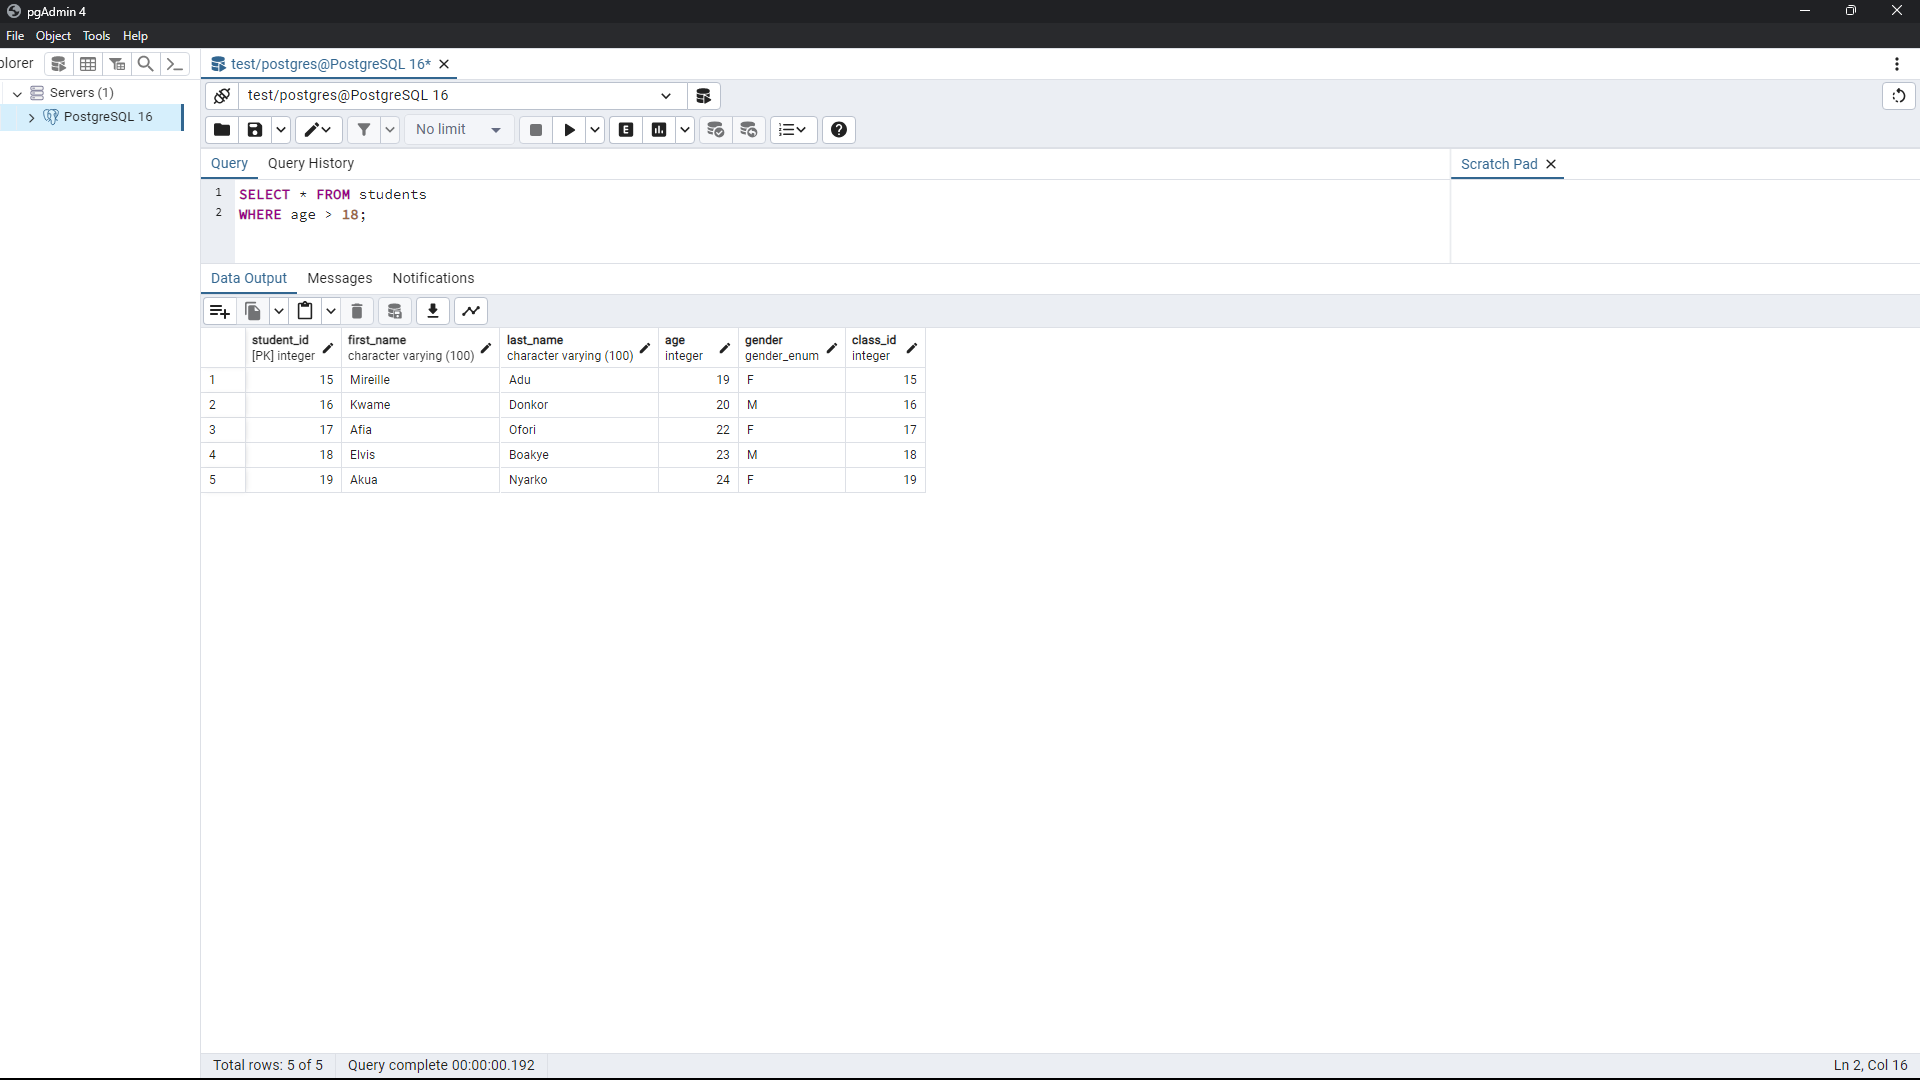 pgAdmin 4
File Object Tools Help
plorer
test/postgres@PostgreSQL 16*
Servers (1)
test/postgres@PostgreSQL 16
PostgreSQL 16
No limit
E
Query Query History
Scratch Pad
1 SELECT * FROM students
2 WHERE age > 18;
Data Output Messages Notifications
student_id first_name last_name age gender class_id
[PK] integer character varying (100) character varying (100) integer gender_enum integer
1 15 Mireille Adu 19 F 15
2 16 Kwame Donkor 20 M 16
3 17 Afia Ofori 22 F 17
4 18 Elvis Boakye 23 M 18
5 19 Akua Nyarko 24 F 19
Total rows: 5 of 5 Query complete 00:00:00.192 Ln 2, Col 16